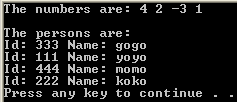 The numbers are: 4 2 -3 1
The persons are:
Id: 333 Name: gogo
Id: 111 Name: yoyo
Id: 444 Name: momo
Id: 222 Name: koko
Press any key to continue . .